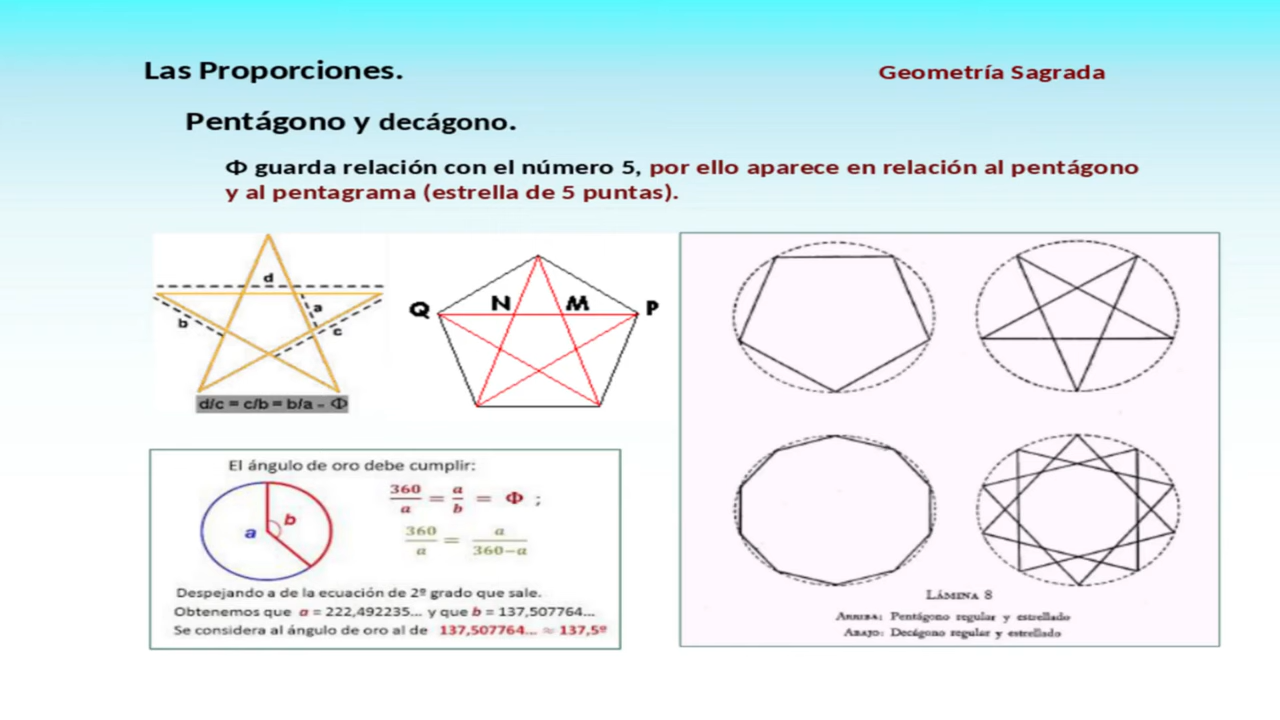 Las Proporciones.
Geometría Sagrada
Pentágono y decágono.
Φ guarda relación con el número 5, por ello aparece en relación al pentágono
y al pentagrama (estrella de 5 puntas).
d
a
b
c
d/c = c/b = b/a - Φ
Q N M P
El ángulo de oro debe cumplir:
360/a = a/b = Φ ;
360/a = a/360-a
a b
Despejando a de la ecuación de 2º grado que sale.
Obtenemos que a = 222,492235... y que b = 137,507764...
Se considera al ángulo de oro al de 137,507764... ≈ 137,5º
LÁMINA 8
ARRIBA: Pentágono regular y estrellado
ABAJO: Decágono regular y estrellado